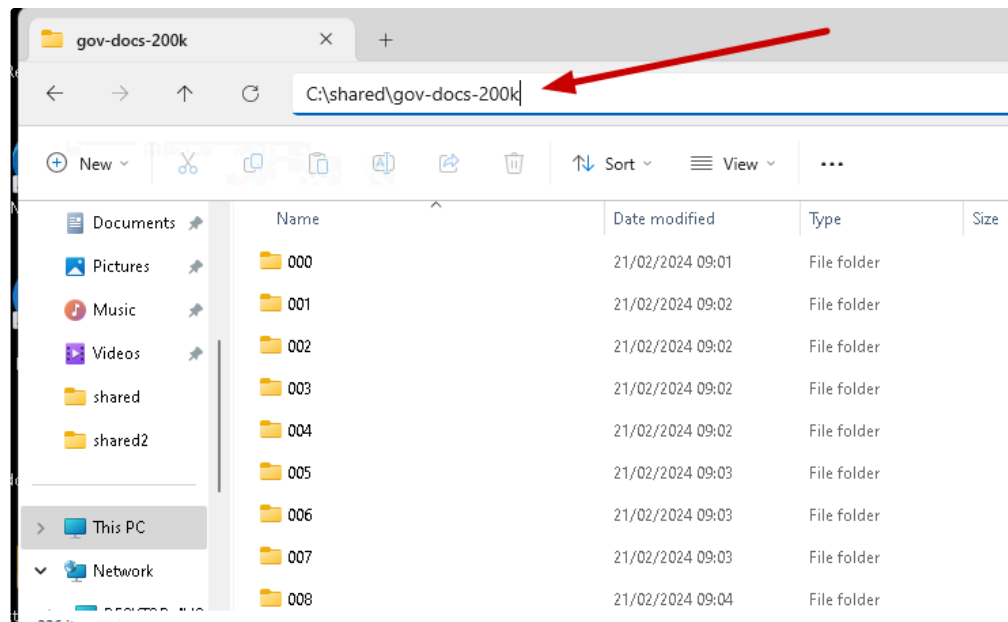 gov-docs-200k
C:\shared\gov-docs-200k
New Sort View
Name Date modified Type Size
Documents
Pictures
Music
Videos
shared
shared2
This PC
Network
000 21/02/2024 09:01 File folder
001 21/02/2024 09:02 File folder
002 21/02/2024 09:02 File folder
003 21/02/2024 09:02 File folder
004 21/02/2024 09:02 File folder
005 21/02/2024 09:03 File folder
006 21/02/2024 09:03 File folder
007 21/02/2024 09:03 File folder
008 21/02/2024 09:04 File folder